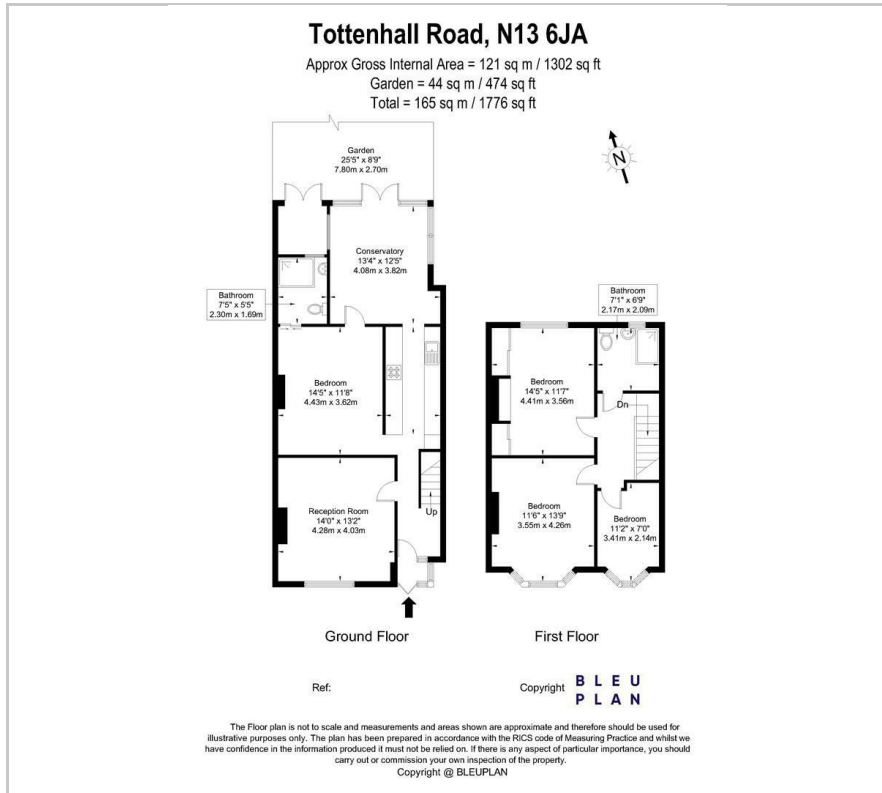 Tottenhall Road, N13 6JA
Approx Gross Internal Area = 121 sq m / 1302 sq ft
Garden = 44 sq m / 474 sq ft
Total = 165 sq m / 1776 sq ft
Garden
25'5" x 8'9"
7.80m x 2.70m
N
Conservatory
13'4" x 12'5"
4.08m x 3.82m
Bathroom
7'5" x 5'5"
2.30m x 1.69m
Bedroom
14'5" x 11'8"
4.43m x 3.62m
Reception Room
14'0" x 13'2"
4.28m x 4.03m
Up
Ground Floor
Bathroom
7'1" x 6'9"
2.17m x 2.09m
Bedroom
14'5" x 11'7"
4.41m x 3.56m
Dn
Bedroom
11'6" x 13'9"
3.55m x 4.26m
Bedroom
11'2" x 7'0"
3.41m x 2.14m
First Floor
Ref:
Copyright
BLEU
PLAN
The Floor plan is not to scale and measurements and areas shown are approximate and therefore should be used for
illustrative purposes only. The plan has been prepared in accordance with the RICS code of Measuring Practice and whilst we
have confidence in the information produced it must not be relied on. If there is any aspect of particular importance, you should
carry out or commission your own inspection of the property.
Copyright @ BLEUPLAN